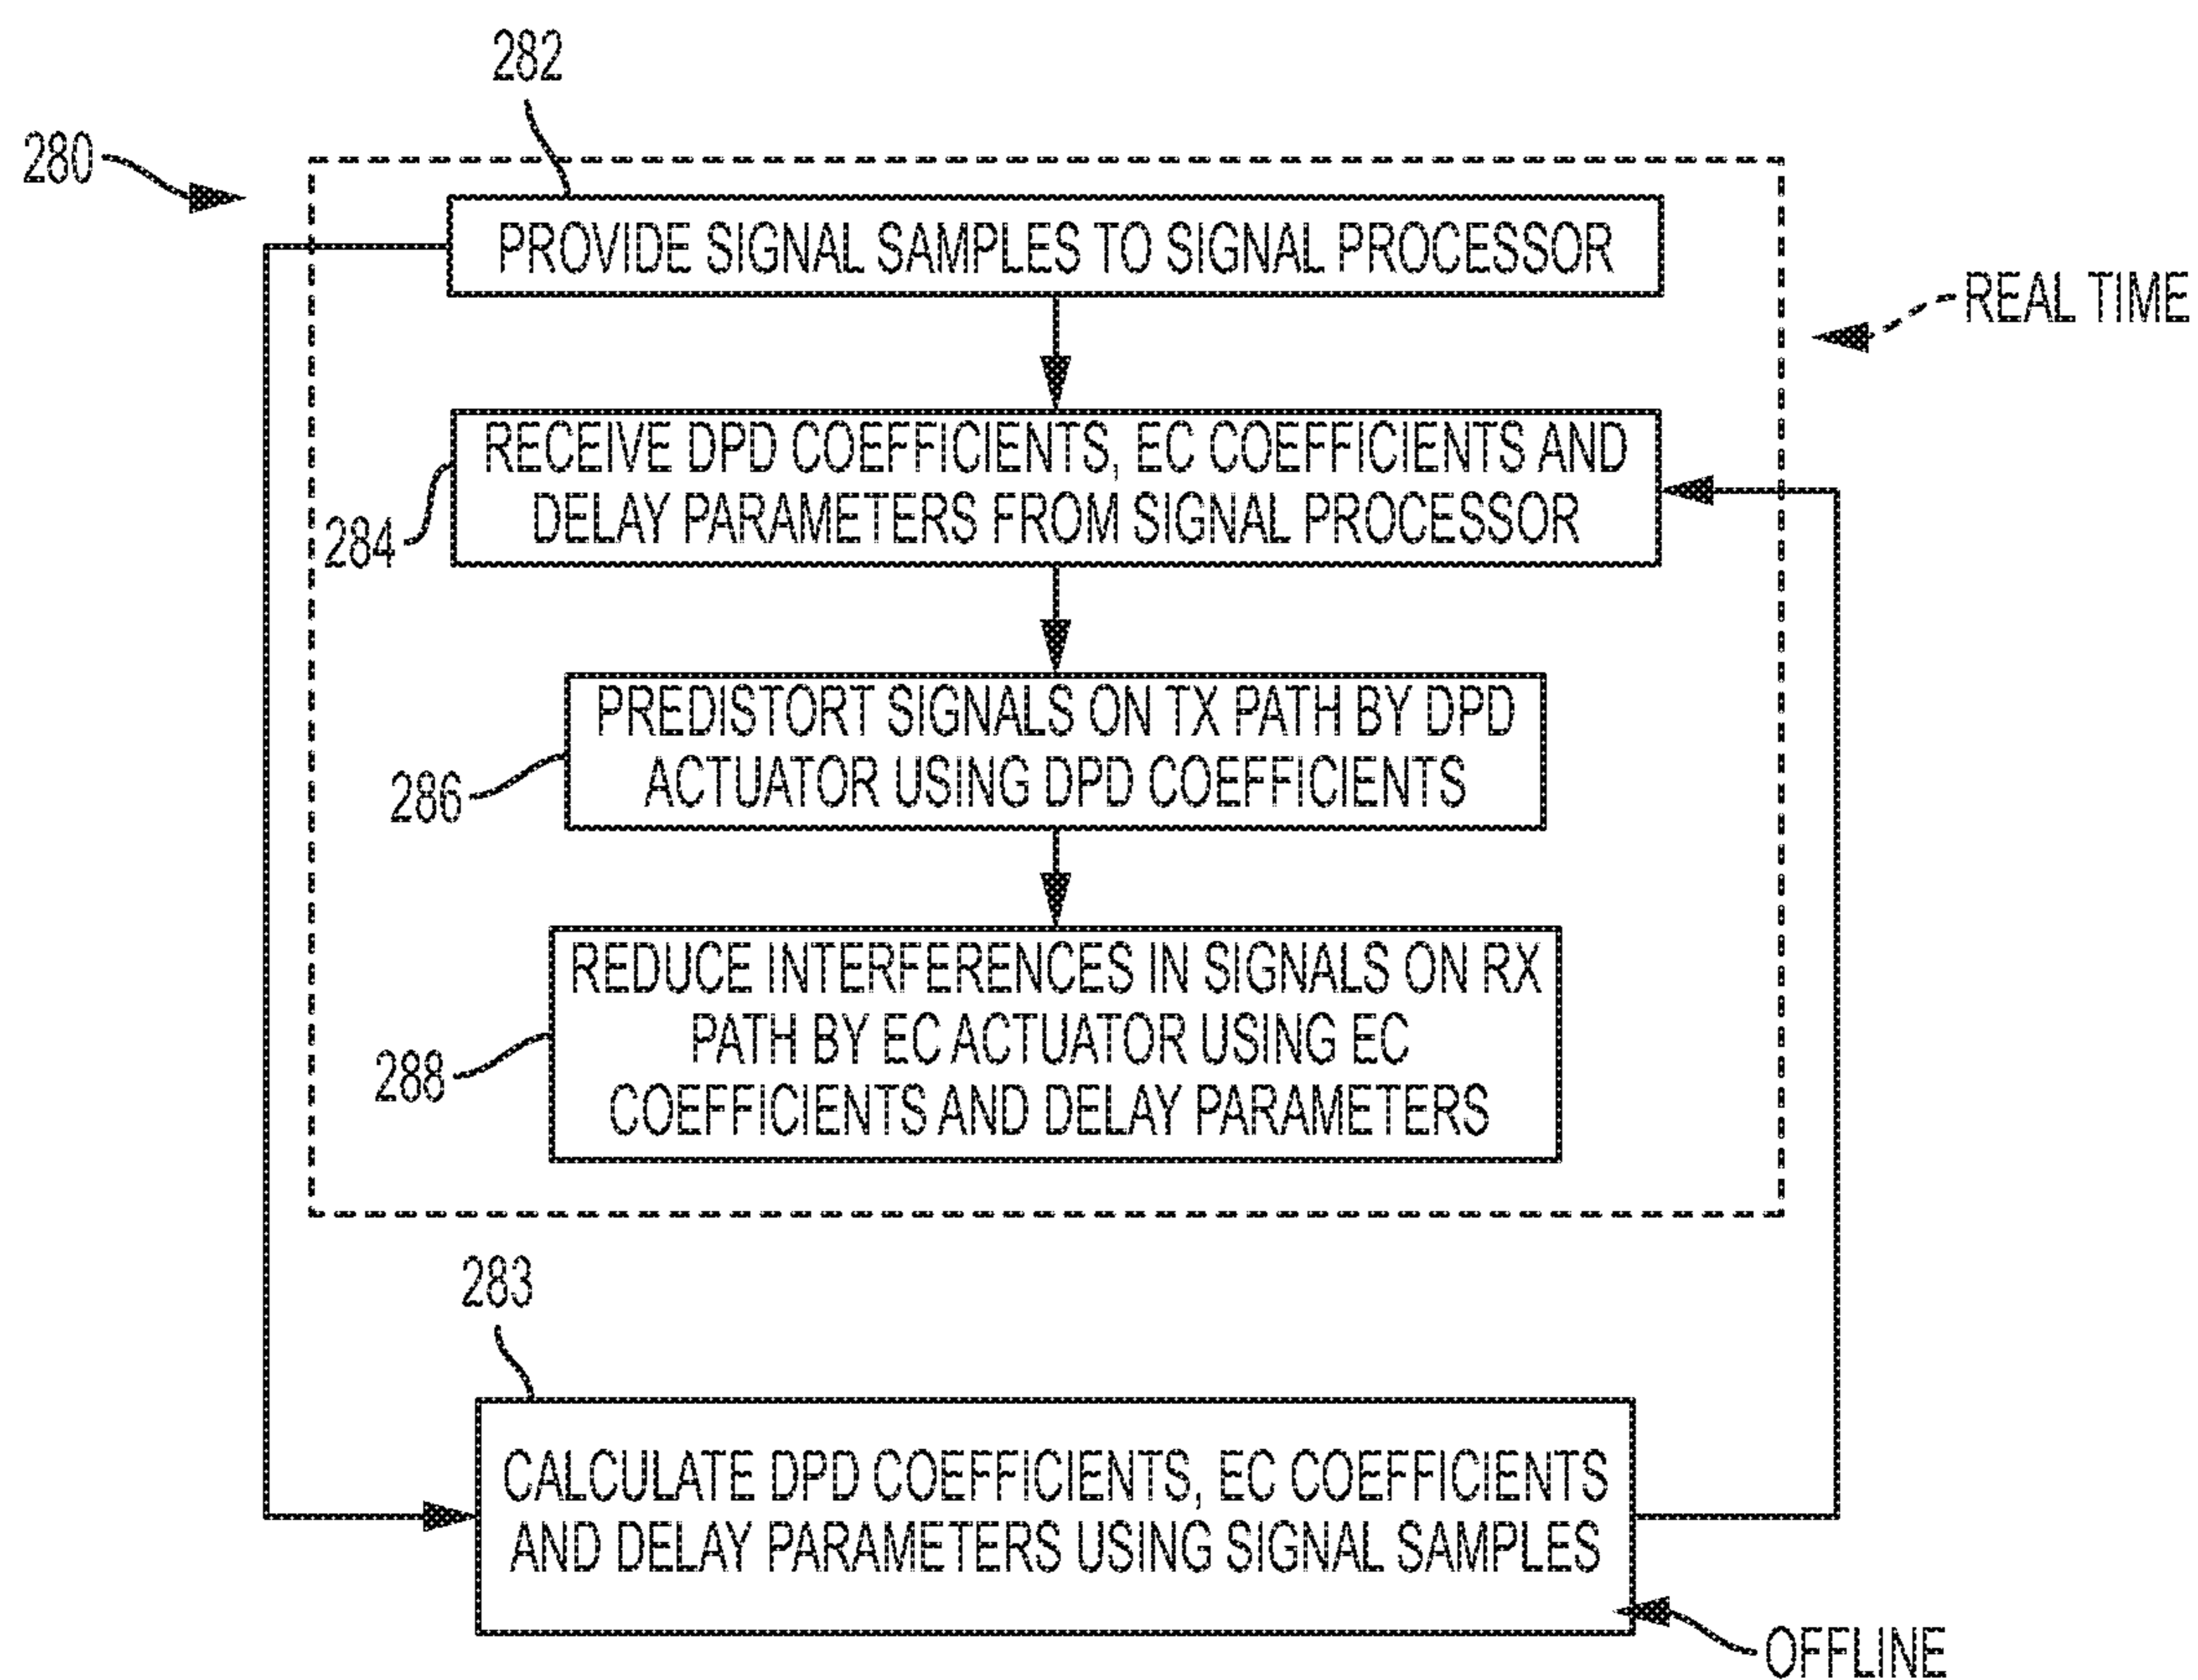 282
280
PROVIDE SIGNAL SAMPLES TO SIGNAL PROCESSOR
REAL TIME
RECEIVE DPD COEFFICIENTS, EC COEFFICIENTS AND
DELAY PARAMETERS FROM SIGNAL PROCESSOR
284
PREDISTORT SIGNALS ON TX PATH BY DPD
ACTUATOR USING DPD COEFFICIENTS
286
REDUCE INTERFERENCES IN SIGNALS ON RX
PATH BY EC ACTUATOR USING EC
COEFFICIENTS AND DELAY PARAMETERS
288
283
CALCULATE DPD COEFFICIENTS, EC COEFFICIENTS
AND DELAY PARAMETERS USING SIGNAL SAMPLES
OFFLINE